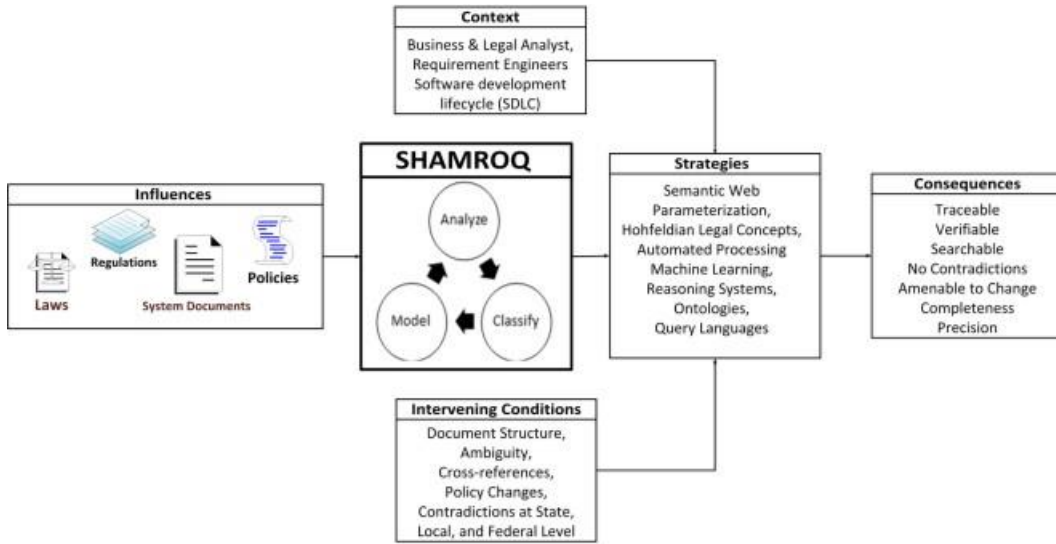 Context
Business & Legal Analyst,
Requirement Engineers
Software development
lifecycle (SDLC)
Influences
Laws
Regulations
System Documents
Policies
SHAMROQ
Analyze
Model
Classify
Strategies
Semantic Web
Parameterization,
Hohfeldian Legal Concepts,
Automated Processing
Machine Learning,
Reasoning Systems,
Ontologies,
Query Languages
Consequences
Traceable
Verifiable
Searchable
No Contradictions
Amenable to Change
Completeness
Precision
Intervening Conditions
Document Structure,
Ambiguity,
Cross-references,
Policy Changes,
Contradictions at State,
Local, and Federal Level